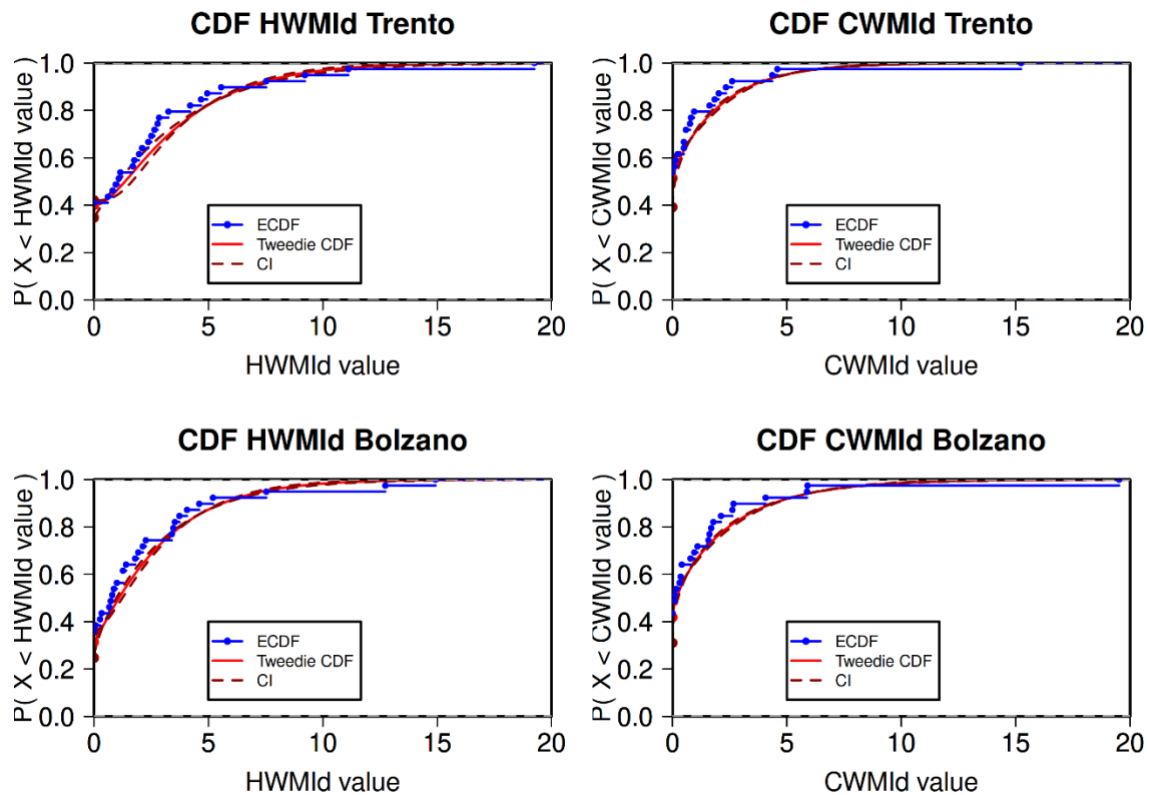 CDF HWMId Trento
P( X < HWMId value)
1.0
0.8
0.6
0.4
0.2
0.0
ECDF
Tweedie CDF
CI
0 5 10 15 20
HWMId value
CDF CWMId Trento
P( X < CWMId value)
1.0
0.8
0.6
0.4
0.2
0.0
ECDF
Tweedie CDF
CI
0 5 10 15 20
CWMId value
CDF HWMId Bolzano
P( X < HWMId value)
1.0
0.8
0.6
0.4
0.2
0.0
ECDF
Tweedie CDF
CI
0 5 10 15 20
HWMId value
CDF CWMId Bolzano
P( X < CWMId value)
1.0
0.8
0.6
0.4
0.2
0.0
ECDF
Tweedie CDF
CI
0 5 10 15 20
CWMId value